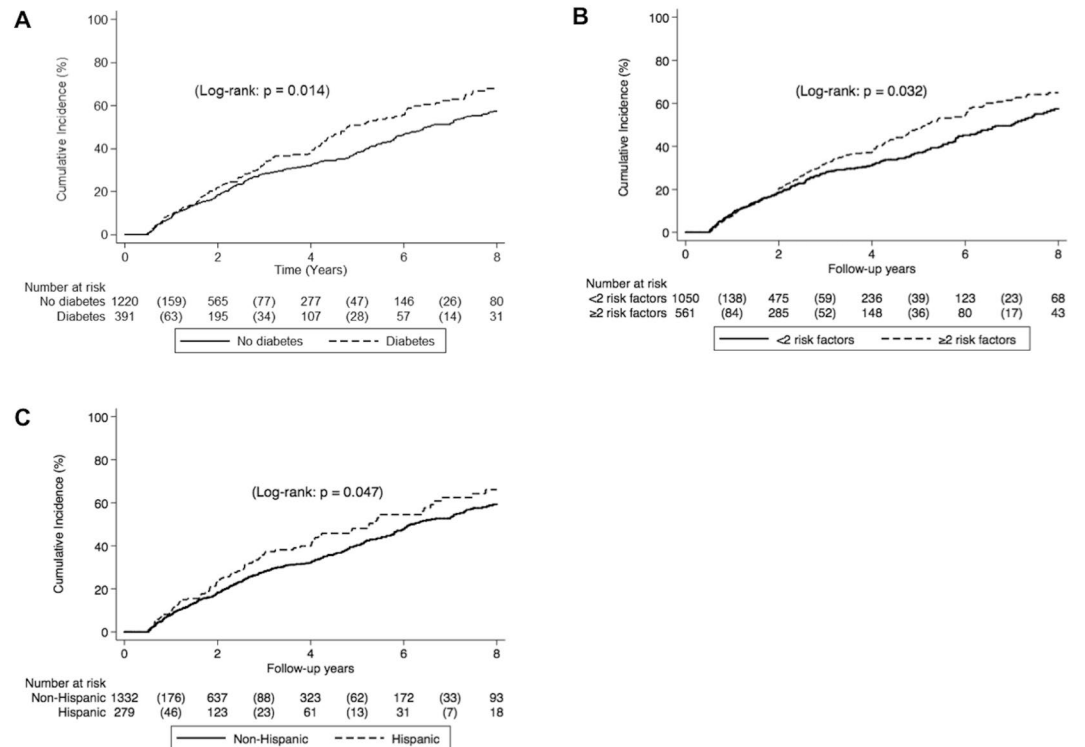 A
Cumulative Incidence (%)
100
80
60
40
20
0
(Log-rank: p = 0.014)
0 2 4 6 8
Time (Years)
Number at risk
No diabetes 1220 (159) 565 (77) 277 (47) 146 (26) 80
Diabetes 391 (63) 195 (34) 107 (28) 57 (14) 31
No diabetes Diabetes
B
Cumulative Incidence (%)
100
80
60
40
20
0
(Log-rank: p = 0.032)
0 2 4 6 8
Follow-up years
Number at risk
<2 risk factors 1050 (138) 475 (59) 236 (39) 123 (23) 68
≥2 risk factors 561 (84) 285 (52) 148 (36) 80 (17) 43
<2 risk factors ≥2 risk factors
C
Cumulative Incidence (%)
100
80
60
40
20
0
(Log-rank: p = 0.047)
0 2 4 6 8
Follow-up years
Number at risk
Non-Hispanic 1332 (176) 637 (88) 323 (62) 172 (33) 93
Hispanic 279 (46) 123 (23) 61 (13) 31 (7) 18
Non-Hispanic Hispanic